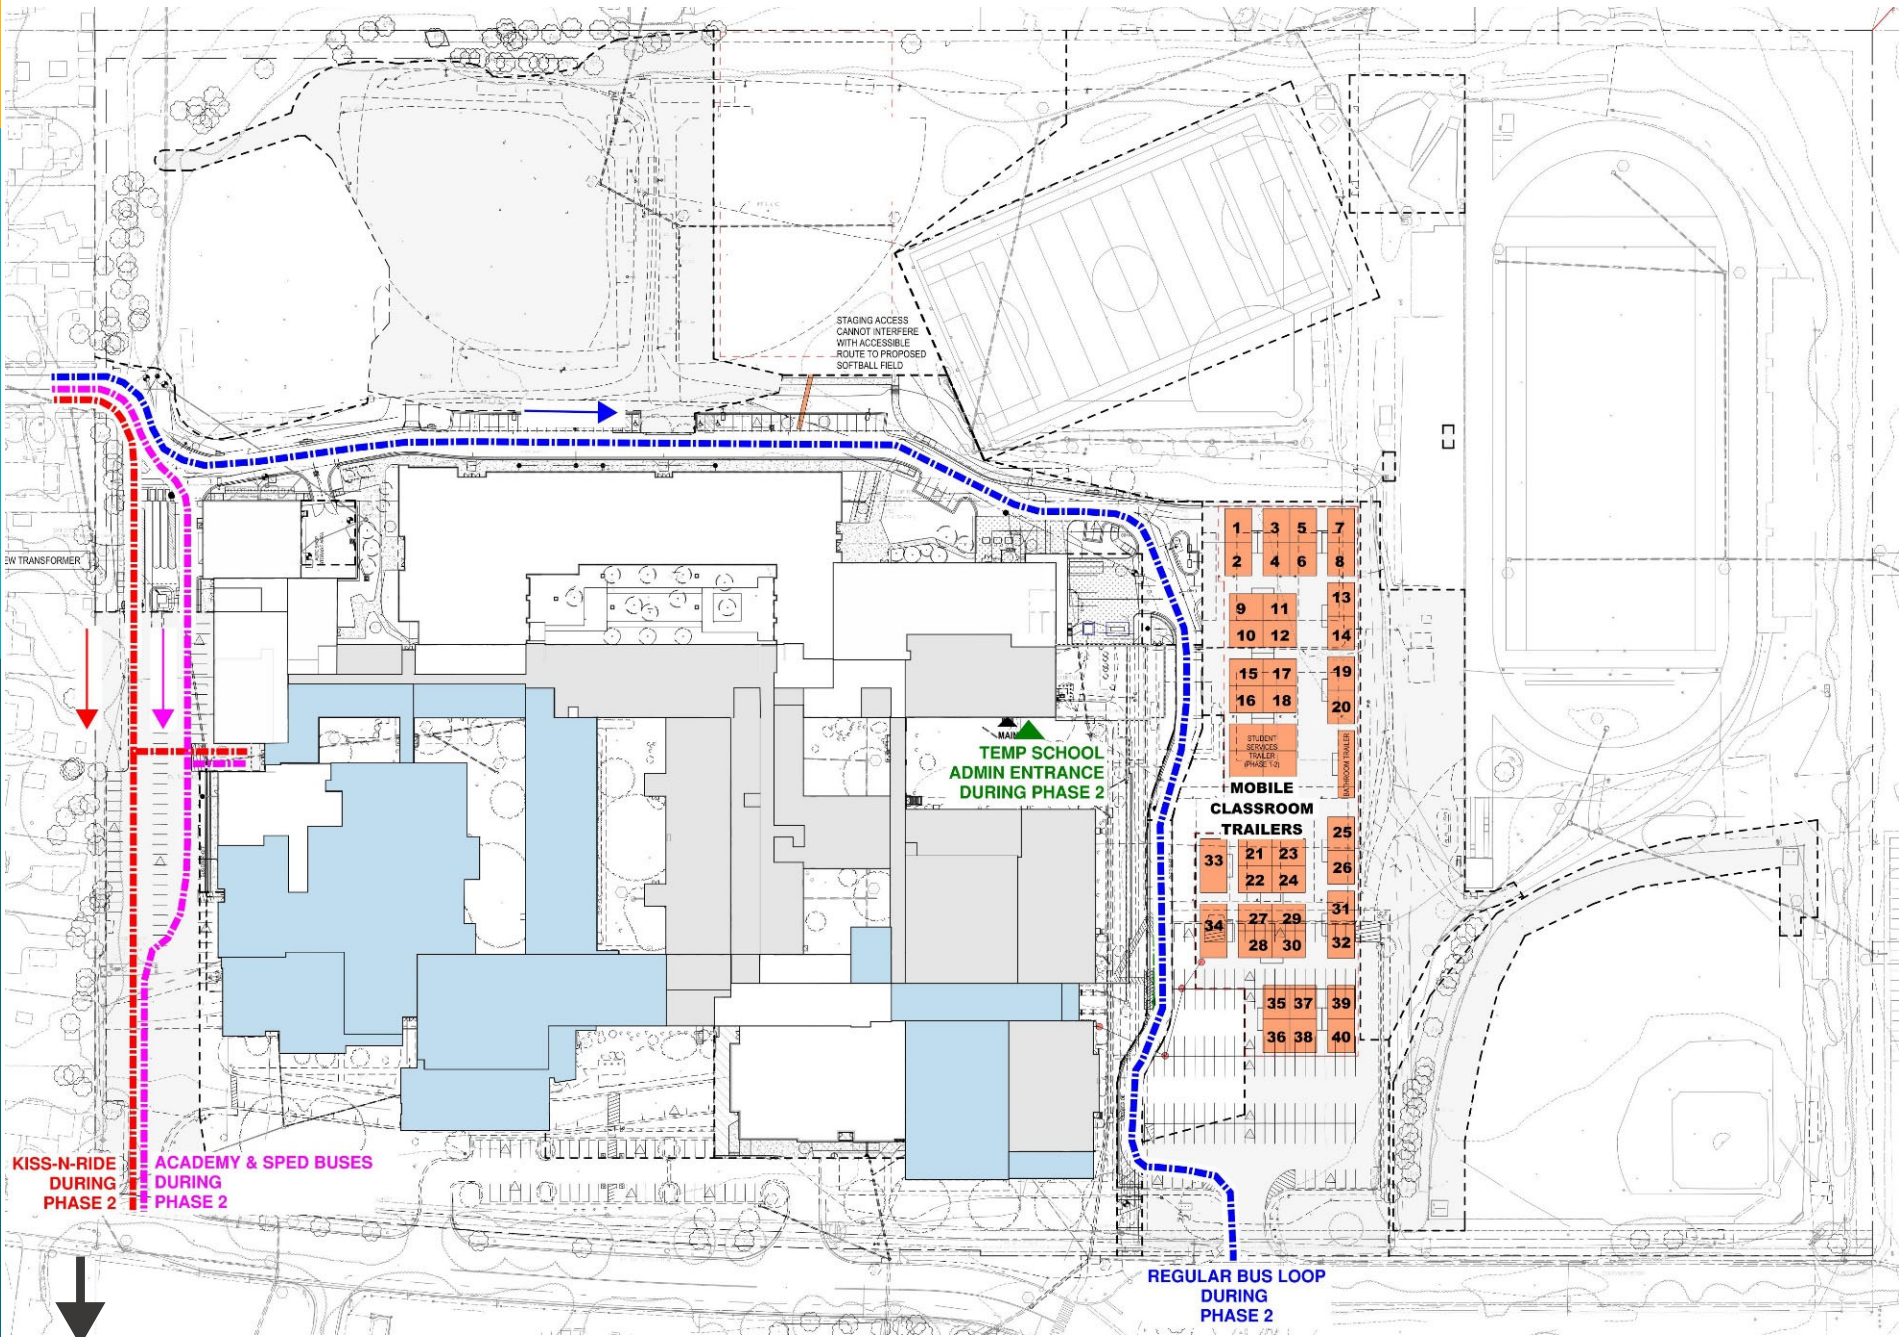 STAGING ACCESS
CANNOT INTERFERE
WITH ACCESSIBLE
ROUTE TO PROPOSED
SOFTBALL FIELD
EW TRANSFORMER
1 3 5 7
2 4 6 8
13
9 11
10 12 14
15 17 19
16 18 20
STUDENT
SERVICES
TRAILER
(PHASE 1-2)
BATHROOM TRAILER
MAIN
TEMP SCHOOL
ADMIN ENTRANCE
DURING PHASE 2
MOBILE
CLASSROOM
TRAILERS
25
33 21 23
22 24 26
31
34 27 29
28 30 32
35 37 39
36 38 40
KISS-N-RIDE
DURING
PHASE 2
ACADEMY & SPED BUSES
DURING
PHASE 2
REGULAR BUS LOOP
DURING
PHASE 2